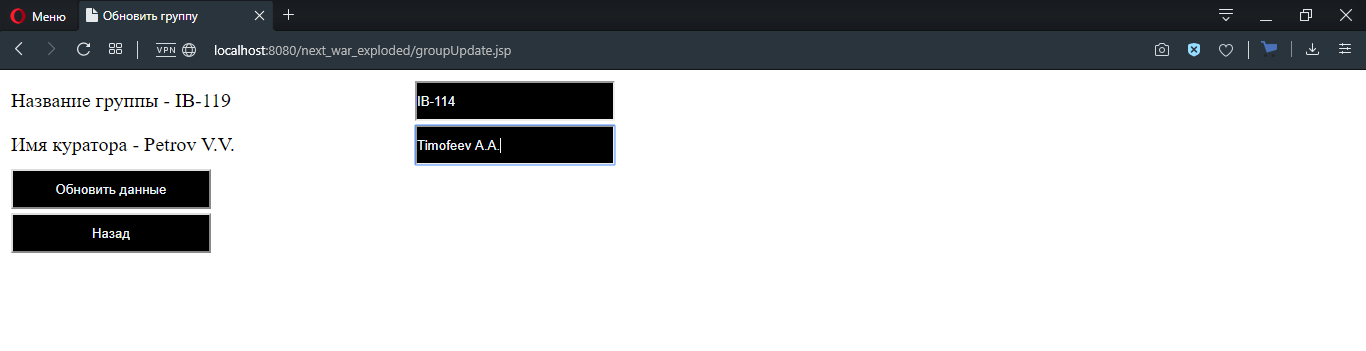 Меню
Обновить группу
VPN
localhost:8080/next_war_exploded/groupUpdate.jsp
Название группы - IB-119
IB-114
Имя куратора - Petrov V.V.
Timofeev A.A.
Обновить данные
Назад